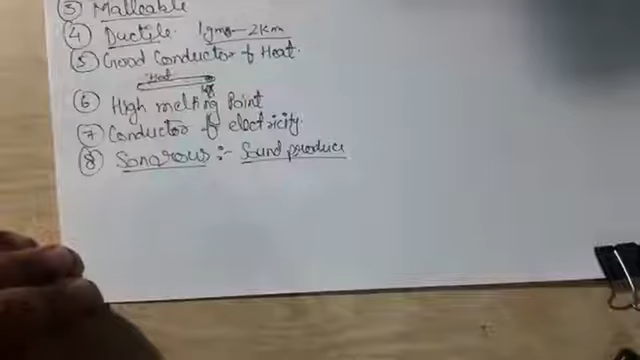 ③ Malleable
④ Ductile. 1gm — 2km
⑤ Good Conductor of Heat.
Heat
⑥ High melting Point
⑦ Conductor of electricity.
⑧ Sonorous :- Sound produce